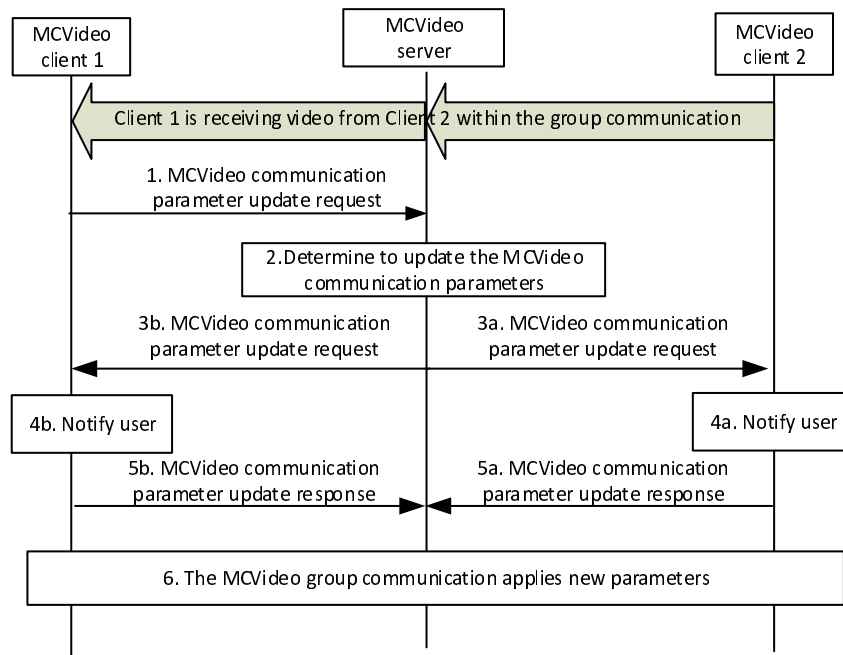 MCVideo
client 1
MCVideo
server
MCVideo
client 2
Client 1 is receiving video from Client 2 within the group communication
1. MCVideo communication
parameter update request
2.Determine to update the MCVideo
communication parameters
3b. MCVideo communication
parameter update request
3a. MCVideo communication
parameter update request
4b. Notify user
4a. Notify user
5b. MCVideo communication
parameter update response
5a. MCVideo communication
parameter update response
6. The MCVideo group communication applies new parameters